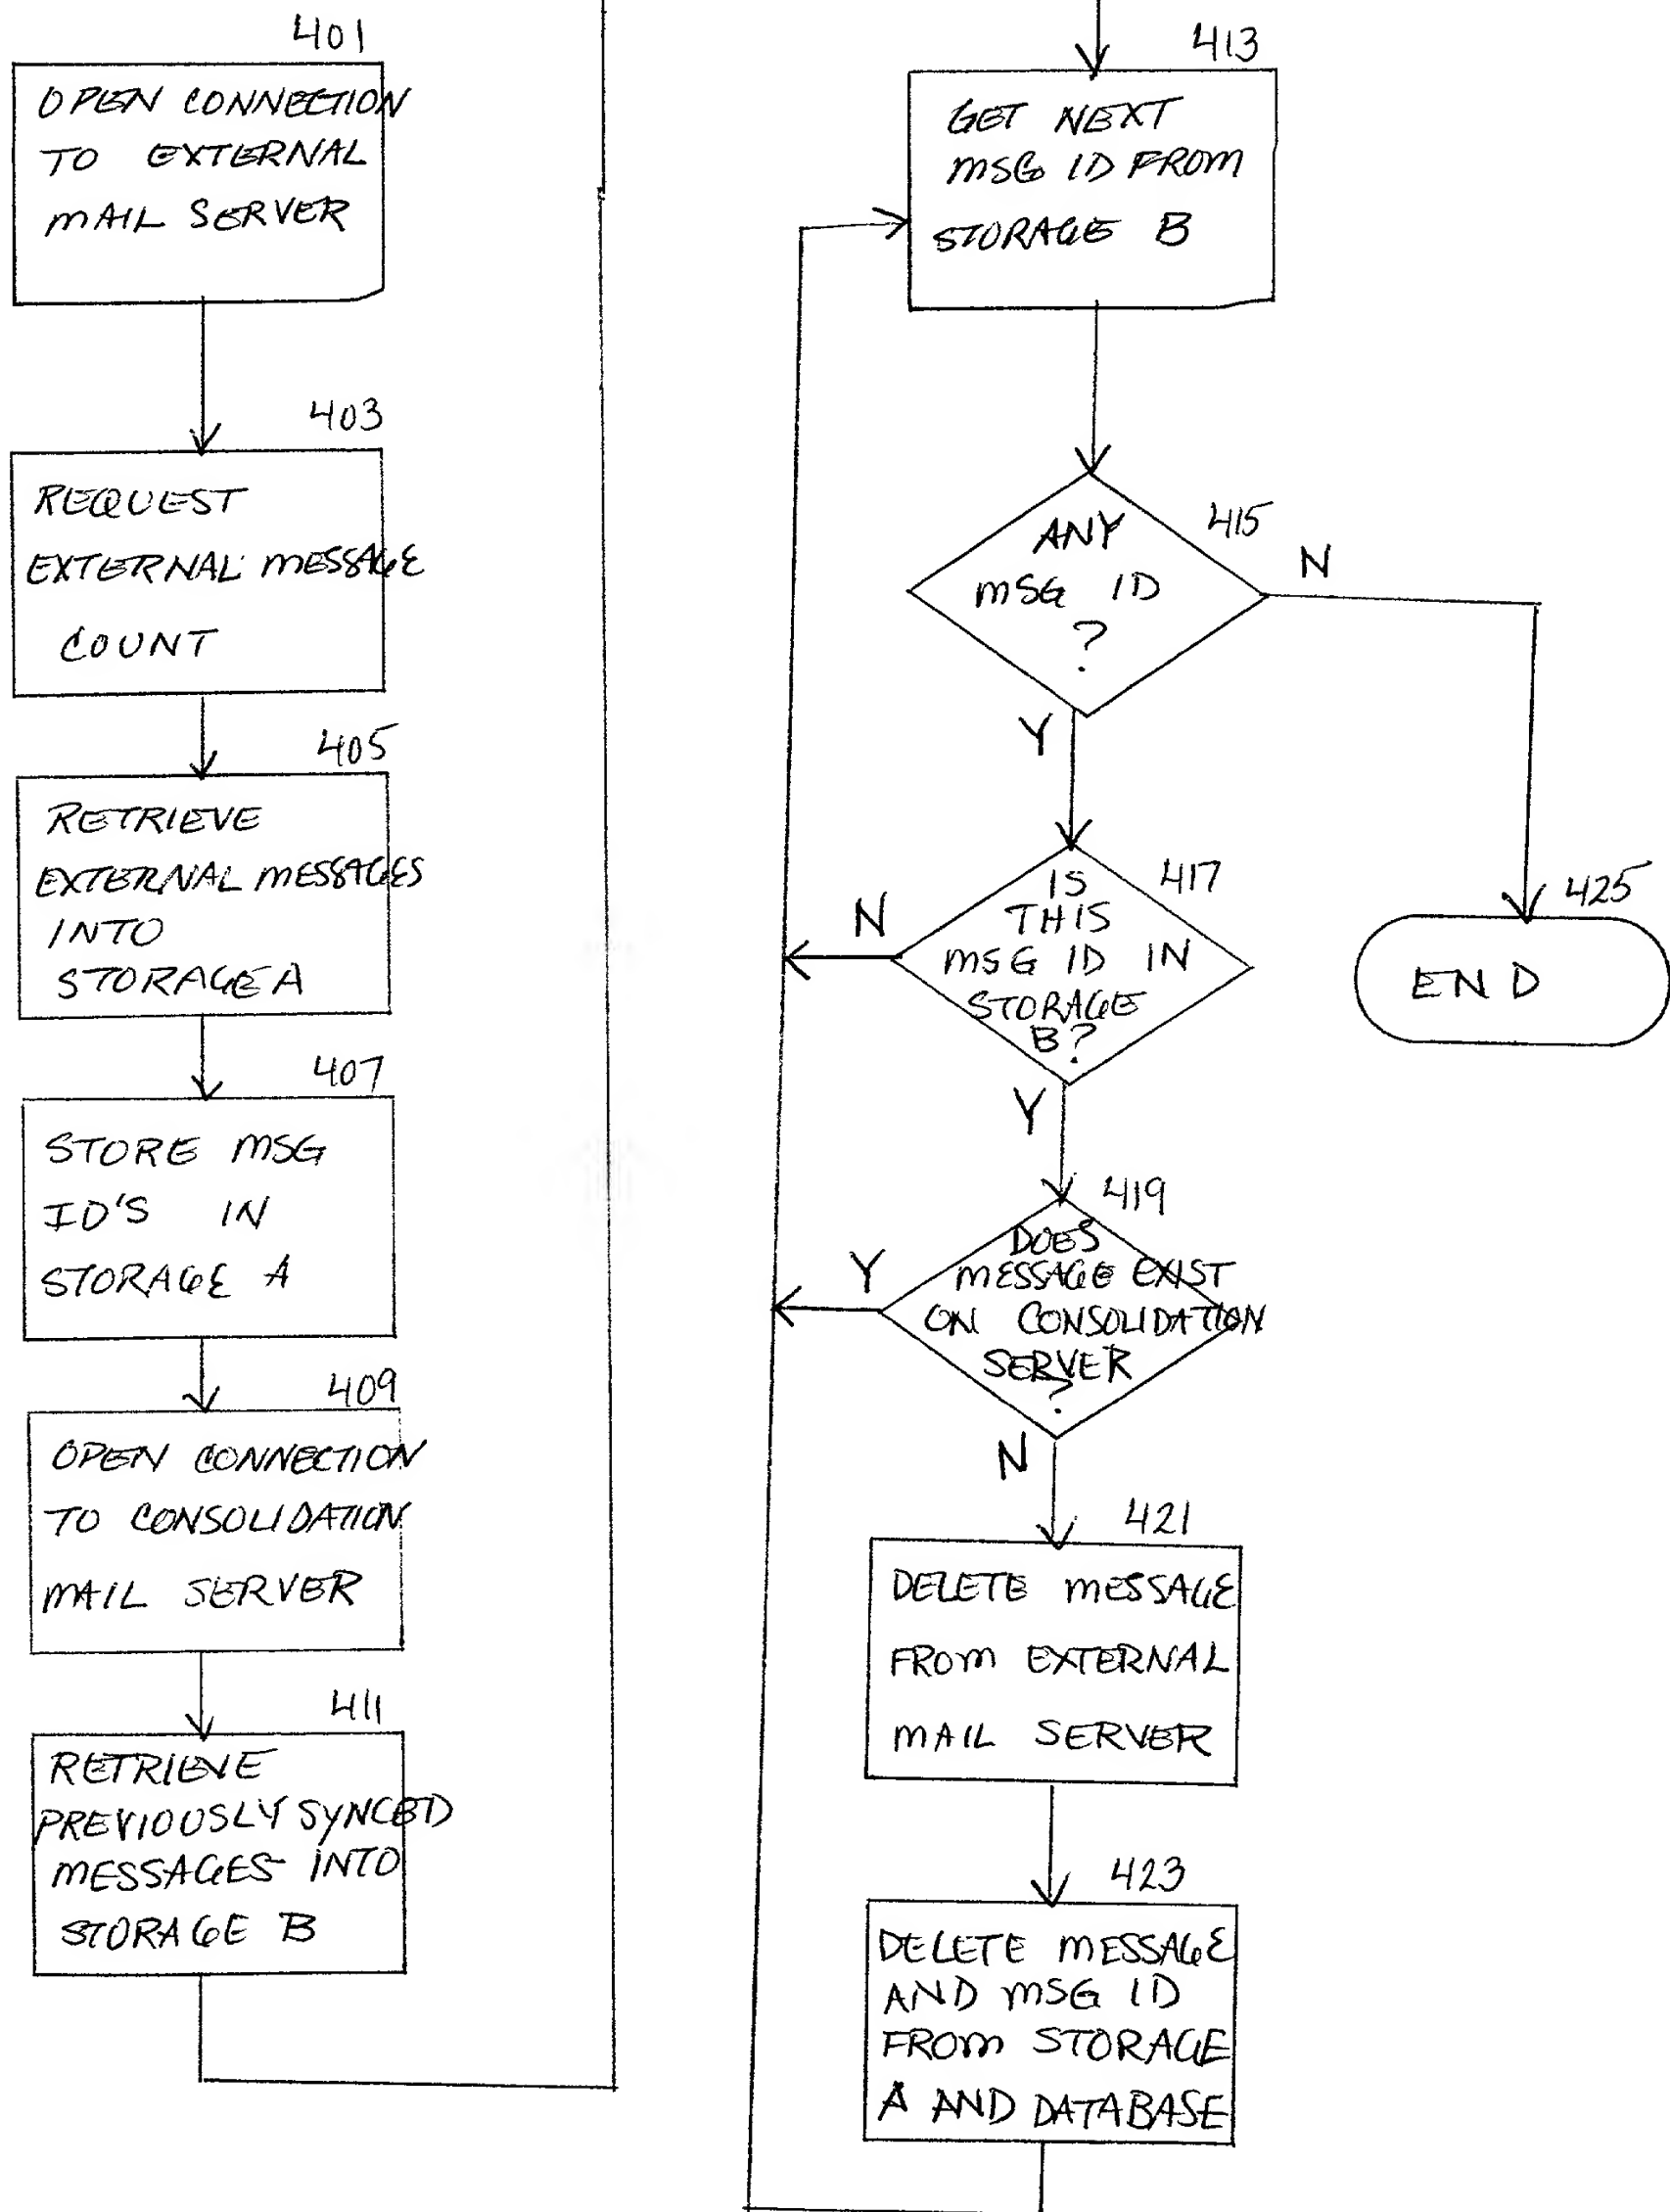 401
OPEN CONNECTION
TO EXTERNAL
MAIL SERVER
403
REQUEST
EXTERNAL MESSAGE
COUNT
405
RETRIEVE
EXTERNAL MESSAGES
INTO
STORAGE A
407
STORE MSG
ID'S IN
STORAGE A
409
OPEN CONNECTION
TO CONSOLIDATION
MAIL SERVER
411
RETRIEVE
PREVIOUSLY SYNCED
MESSAGES INTO
STORAGE B
413
GET NEXT
MSG ID FROM
STORAGE B
415
ANY
MSG ID
?
N
Y
417
IS
THIS
MSG ID IN
STORAGE
B?
N
Y
425
END
419
DOES
MESSAGE EXIST
ON CONSOLIDATION
SERVER
?
Y
N
421
DELETE MESSAGE
FROM EXTERNAL
MAIL SERVER
423
DELETE MESSAGE
AND MSG ID
FROM STORAGE
A AND DATABASE